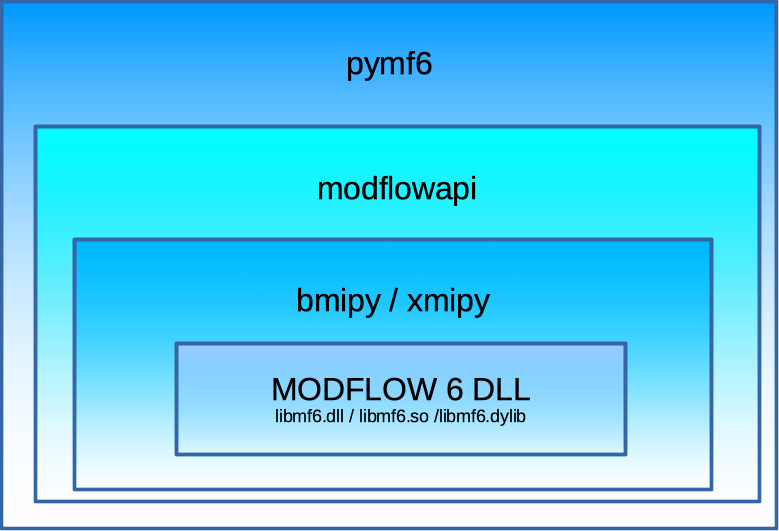 pymf6
modflowapi
bmipy / xmipy
MODFLOW 6 DLL
libmf6.dll / libmf6.so /libmf6.dylib